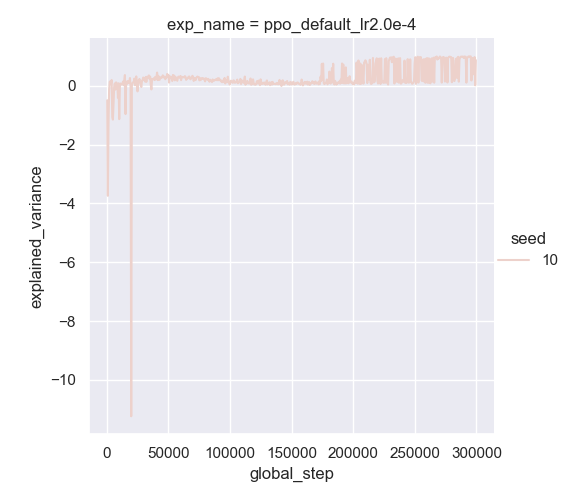 exp_name = ppo_default_lr2.0e-4
explained_variance
0
−2
−4
−6
−8
−10
0 50000 100000 150000 200000 250000 300000
global_step
seed
10